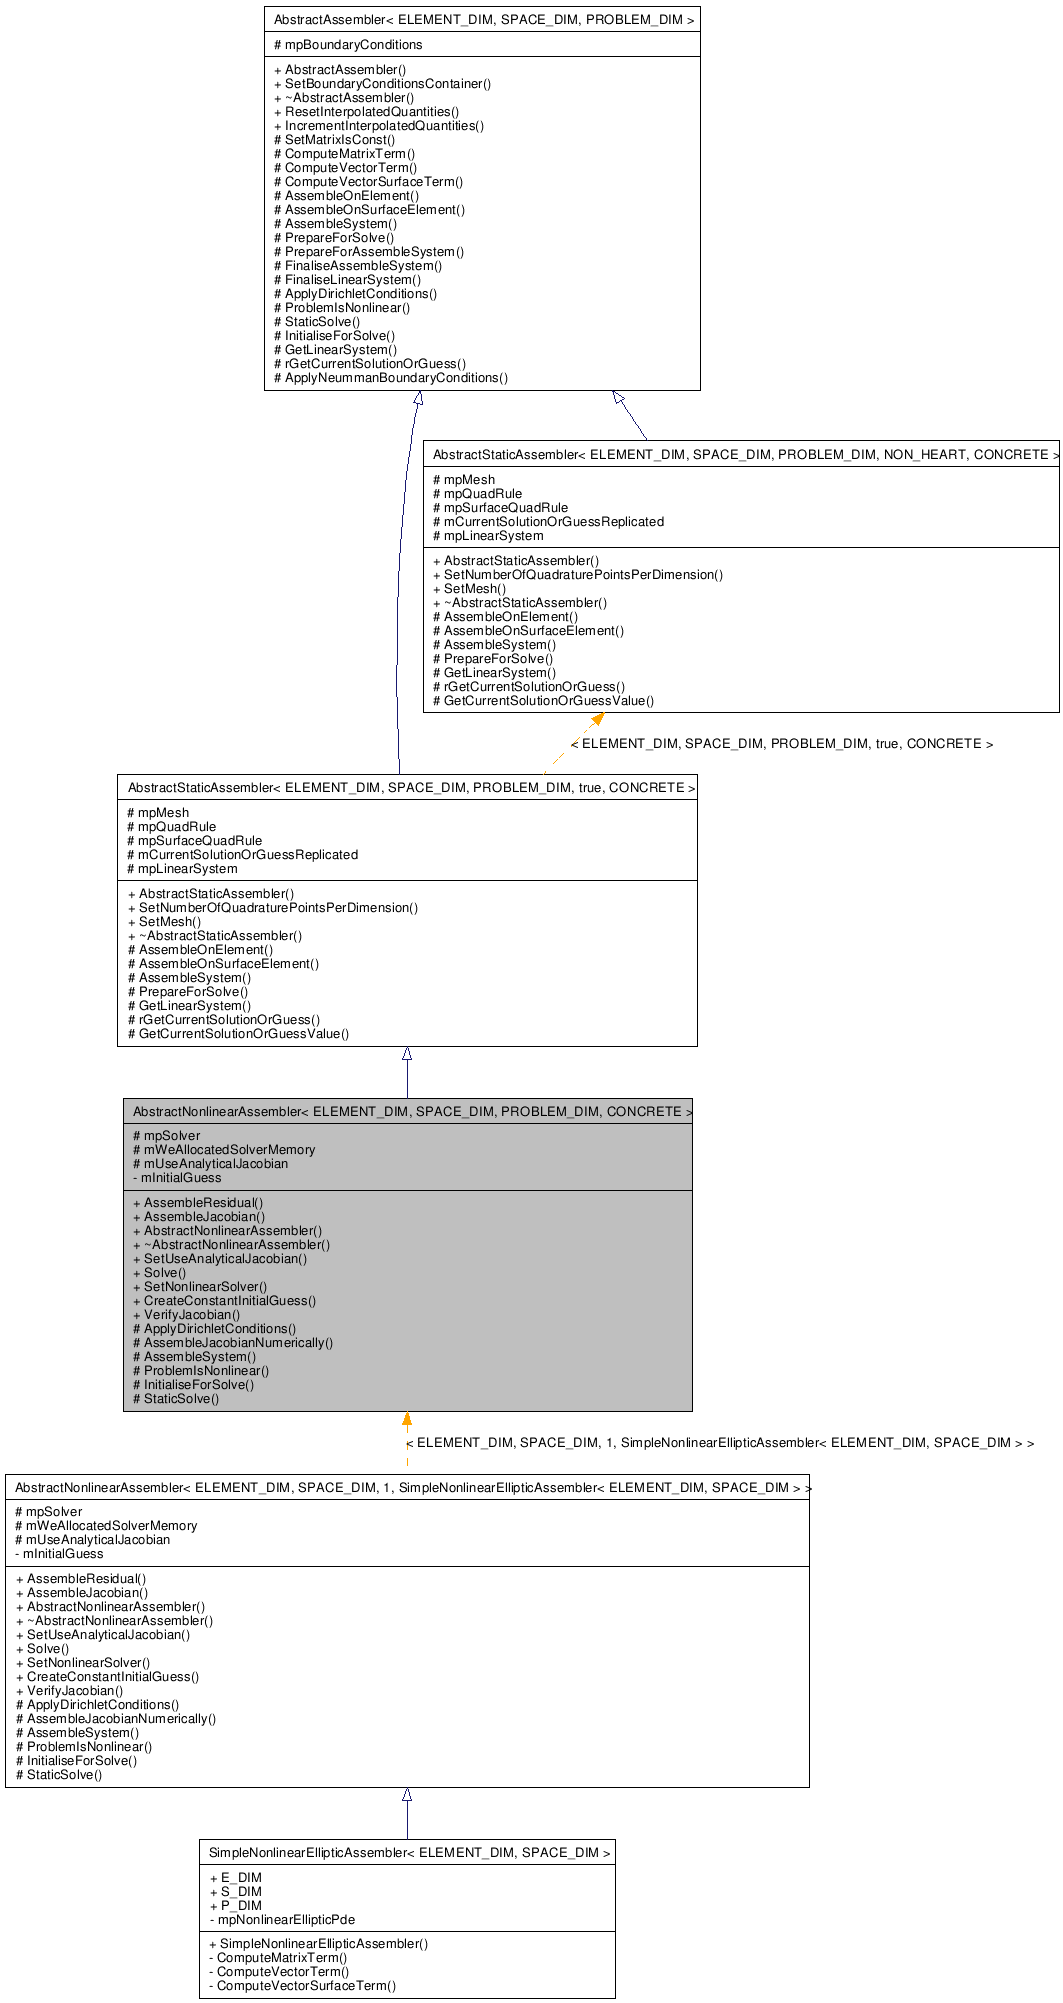 AbstractAssembler< ELEMENT_DIM, SPACE_DIM, PROBLEM_DIM >
# mpBoundaryConditions
+ AbstractAssembler()
+ SetBoundaryConditionsContainer()
+ ~AbstractAssembler()
+ ResetInterpolatedQuantities()
+ IncrementInterpolatedQuantities()
# SetMatrixIsConst()
# ComputeMatrixTerm()
# ComputeVectorTerm()
# ComputeVectorSurfaceTerm()
# AssembleOnElement()
# AssembleOnSurfaceElement()
# AssembleSystem()
# PrepareForSolve()
# PrepareForAssembleSystem()
# FinaliseAssembleSystem()
# FinaliseLinearSystem()
# ApplyDirichletConditions()
# ProblemIsNonlinear()
# StaticSolve()
# InitialiseForSolve()
# GetLinearSystem()
# rGetCurrentSolutionOrGuess()
# ApplyNeummanBoundaryConditions()
AbstractStaticAssembler< ELEMENT_DIM, SPACE_DIM, PROBLEM_DIM, NON_HEART, CONCRETE >
# mpMesh
# mpQuadRule
# mpSurfaceQuadRule
# mCurrentSolutionOrGuessReplicated
# mpLinearSystem
+ AbstractStaticAssembler()
+ SetNumberOfQuadraturePointsPerDimension()
+ SetMesh()
+ ~AbstractStaticAssembler()
# AssembleOnElement()
# AssembleOnSurfaceElement()
# AssembleSystem()
# PrepareForSolve()
# GetLinearSystem()
# rGetCurrentSolutionOrGuess()
# GetCurrentSolutionOrGuessValue()
< ELEMENT_DIM, SPACE_DIM, PROBLEM_DIM, true, CONCRETE >
AbstractStaticAssembler< ELEMENT_DIM, SPACE_DIM, PROBLEM_DIM, true, CONCRETE >
# mpMesh
# mpQuadRule
# mpSurfaceQuadRule
# mCurrentSolutionOrGuessReplicated
# mpLinearSystem
+ AbstractStaticAssembler()
+ SetNumberOfQuadraturePointsPerDimension()
+ SetMesh()
+ ~AbstractStaticAssembler()
# AssembleOnElement()
# AssembleOnSurfaceElement()
# AssembleSystem()
# PrepareForSolve()
# GetLinearSystem()
# rGetCurrentSolutionOrGuess()
# GetCurrentSolutionOrGuessValue()
AbstractNonlinearAssembler< ELEMENT_DIM, SPACE_DIM, PROBLEM_DIM, CONCRETE >
# mpSolver
# mWeAllocatedSolverMemory
# mUseAnalyticalJacobian
- mInitialGuess
+ AssembleResidual()
+ AssembleJacobian()
+ AbstractNonlinearAssembler()
+ ~AbstractNonlinearAssembler()
+ SetUseAnalyticalJacobian()
+ Solve()
+ SetNonlinearSolver()
+ CreateConstantInitialGuess()
+ VerifyJacobian()
# ApplyDirichletConditions()
# AssembleJacobianNumerically()
# AssembleSystem()
# ProblemIsNonlinear()
# InitialiseForSolve()
# StaticSolve()
< ELEMENT_DIM, SPACE_DIM, 1, SimpleNonlinearEllipticAssembler< ELEMENT_DIM, SPACE_DIM > >
AbstractNonlinearAssembler< ELEMENT_DIM, SPACE_DIM, 1, SimpleNonlinearEllipticAssembler< ELEMENT_DIM, SPACE_DIM > >
# mpSolver
# mWeAllocatedSolverMemory
# mUseAnalyticalJacobian
- mInitialGuess
+ AssembleResidual()
+ AssembleJacobian()
+ AbstractNonlinearAssembler()
+ ~AbstractNonlinearAssembler()
+ SetUseAnalyticalJacobian()
+ Solve()
+ SetNonlinearSolver()
+ CreateConstantInitialGuess()
+ VerifyJacobian()
# ApplyDirichletConditions()
# AssembleJacobianNumerically()
# AssembleSystem()
# ProblemIsNonlinear()
# InitialiseForSolve()
# StaticSolve()
SimpleNonlinearEllipticAssembler< ELEMENT_DIM, SPACE_DIM >
+ E_DIM
+ S_DIM
+ P_DIM
- mpNonlinearEllipticPde
+ SimpleNonlinearEllipticAssembler()
- ComputeMatrixTerm()
- ComputeVectorTerm()
- ComputeVectorSurfaceTerm()